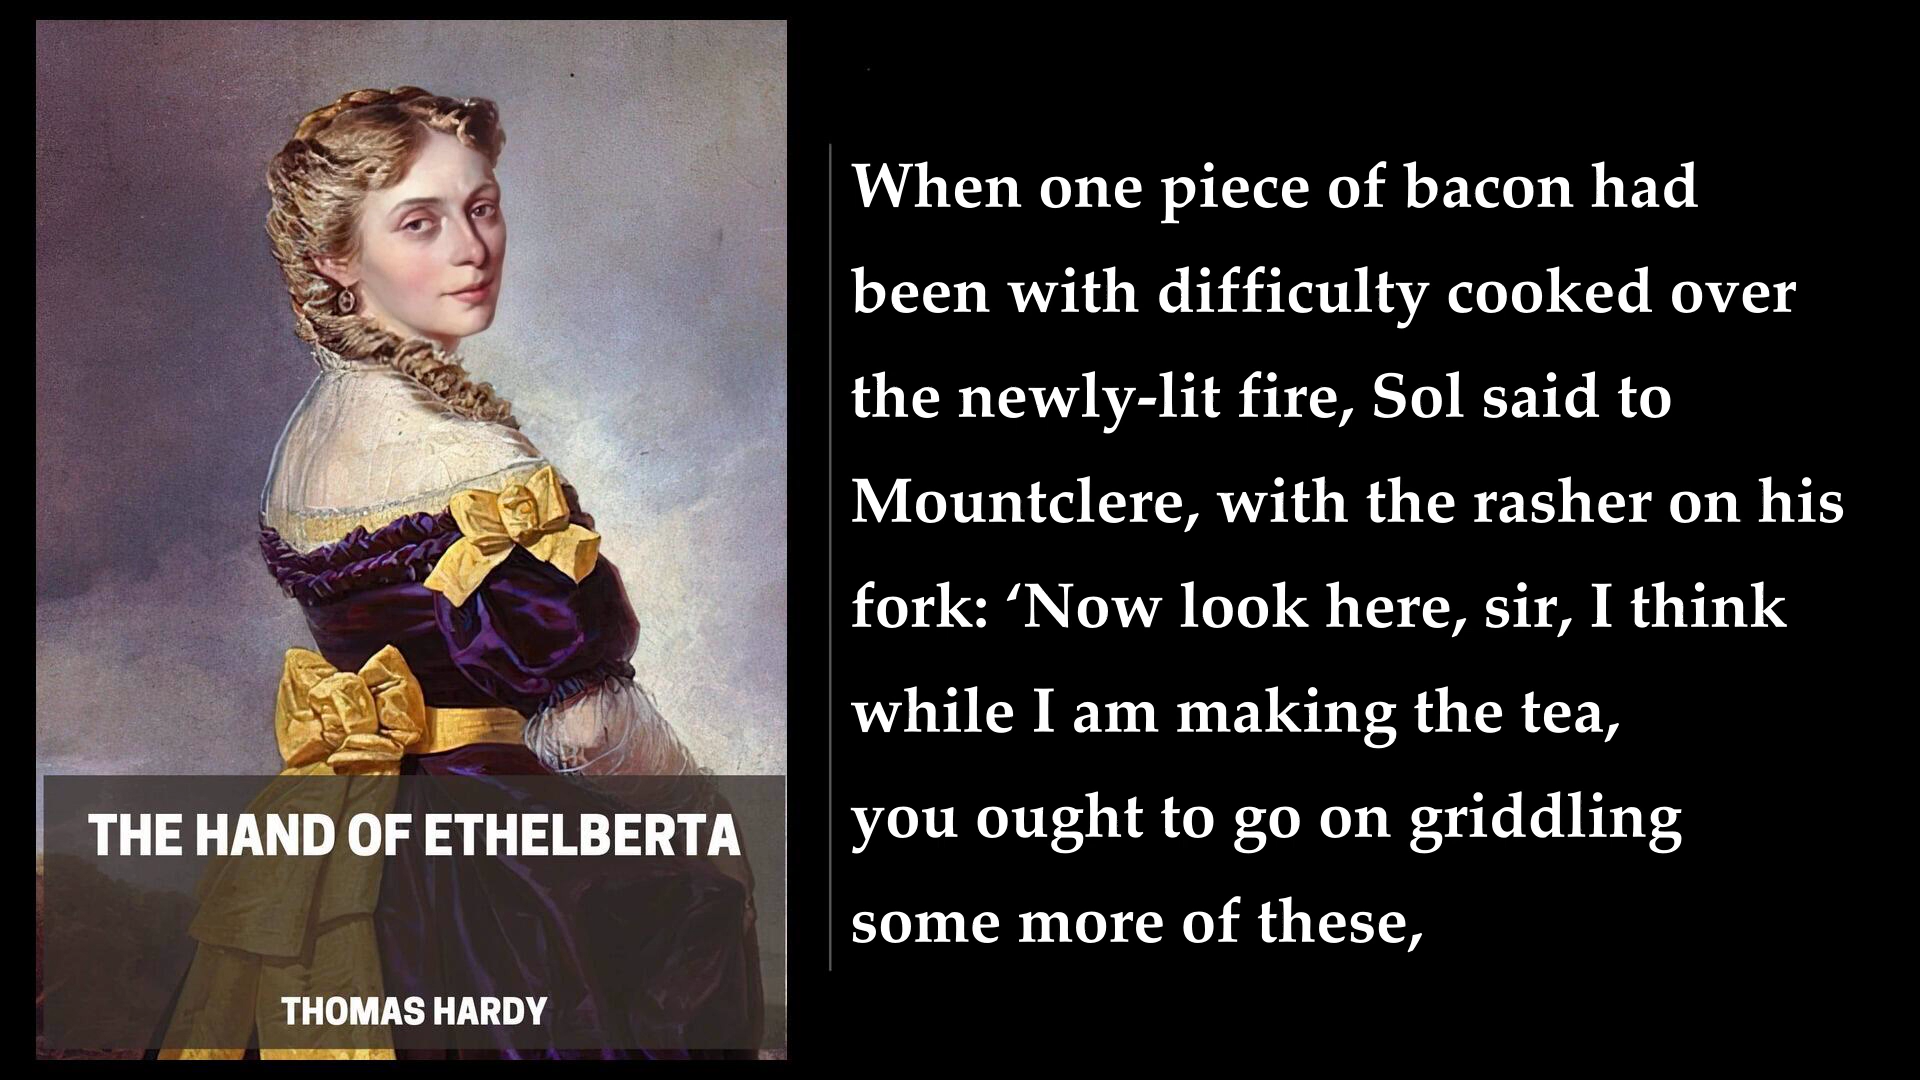 THE HAND OF ETHELBERTA
THOMAS HARDY
When one piece of bacon had
been with difficulty cooked over
the newly-lit fire, Sol said to
Mountclere, with the rasher on his
fork: ‘Now look here, sir, I think
while I am making the tea,
you ought to go on griddling
some more of these,